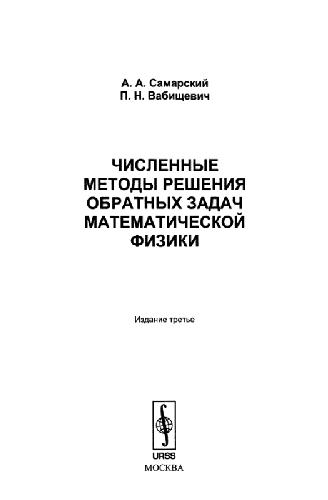 А. А. Самарский
П. Н. Вабищевич
ЧИСЛЕННЫЕ
МЕТОДЫ РЕШЕНИЯ
ОБРАТНЫХ ЗАДАЧ
МАТЕМАТИЧЕСКОЙ
ФИЗИКИ
Издание третье
URSS
МОСКВА